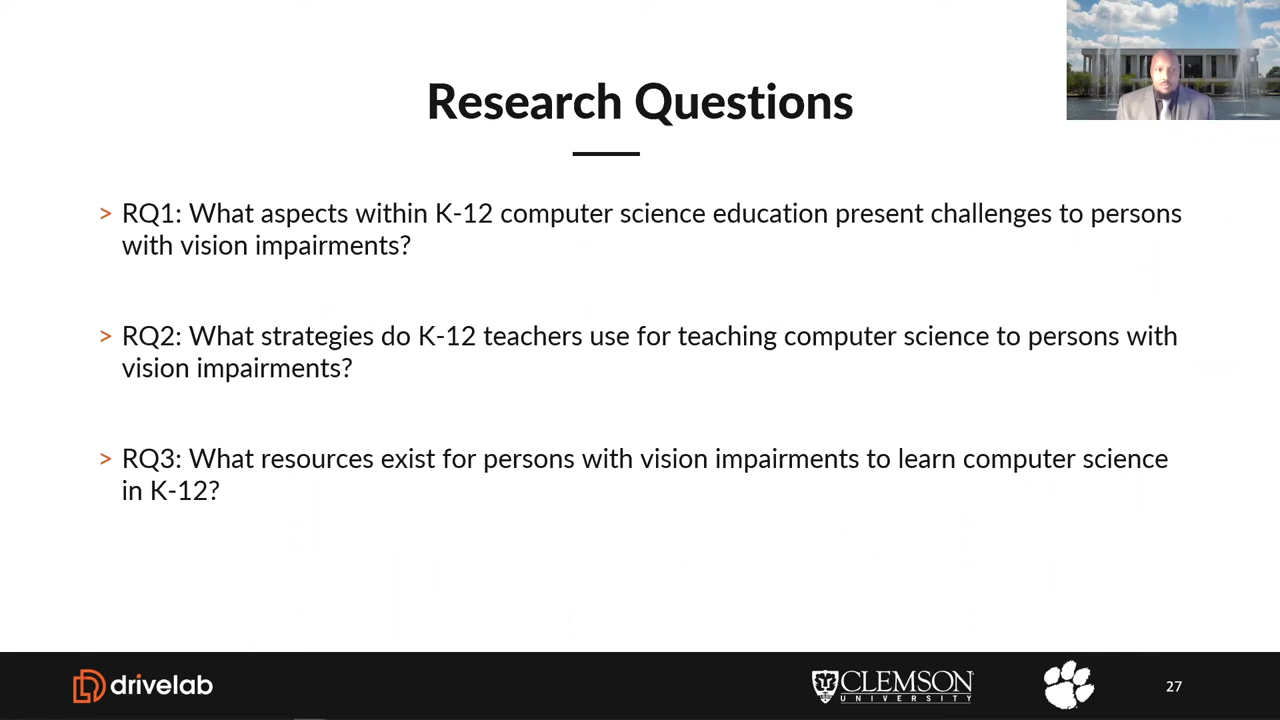 Research Questions
> RQ1: What aspects within K-12 computer science education present challenges to persons
with vision impairments?
> RQ2: What strategies do K-12 teachers use for teaching computer science to persons with
vision impairments?
> RQ3: What resources exist for persons with vision impairments to learn computer science
in K-12?
drivelab
CLEMSON
UNIVERSITY
27